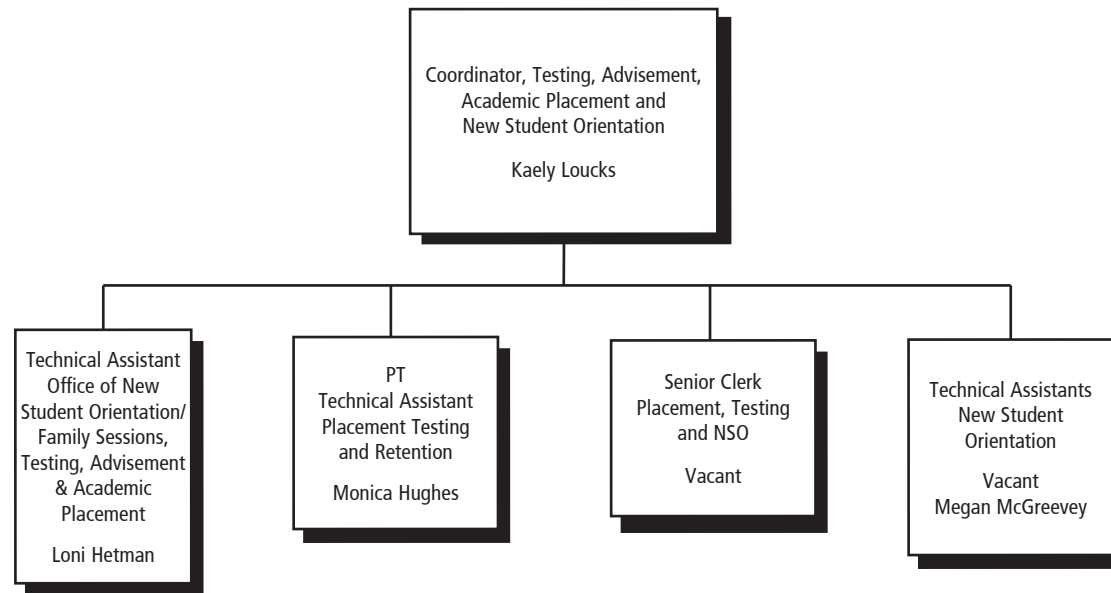 Coordinator, Testing, Advisement,
Academic Placement and
New Student Orientation
Kaely Loucks
Technical Assistant
Office of New
Student Orientation/
Family Sessions,
Testing, Advisement
& Academic
Placement
Loni Hetman
PT
Technical Assistant
Placement Testing
and Retention
Monica Hughes
Senior Clerk
Placement, Testing
and NSO
Vacant
Technical Assistants
New Student
Orientation
Vacant
Megan McGreevey